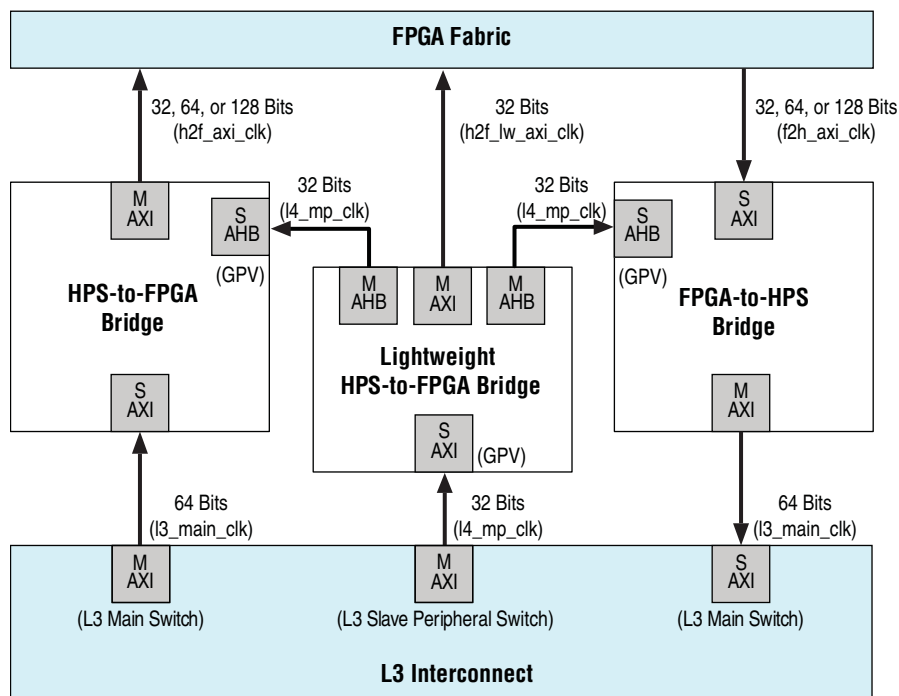 FPGA Fabric
32, 64, or 128 Bits
(h2f_axi_clk)
32 Bits
(h2f_lw_axi_clk)
32, 64, or 128 Bits
(f2h_axi_clk)
M
AXI
S
AHB
(GPV)
32 Bits
(l4_mp_clk)
32 Bits
(l4_mp_clk)
S
AHB
(GPV)
S
AXI
HPS-to-FPGA
Bridge
M
AHB
M
AXI
M
AHB
FPGA-to-HPS
Bridge
Lightweight
HPS-to-FPGA Bridge
S
AXI
S
AXI
(GPV)
M
AXI
64 Bits
(l3_main_clk)
32 Bits
(l4_mp_clk)
64 Bits
(l3_main_clk)
M
AXI
(L3 Main Switch)
M
AXI
(L3 Slave Peripheral Switch)
S
AXI
(L3 Main Switch)
L3 Interconnect